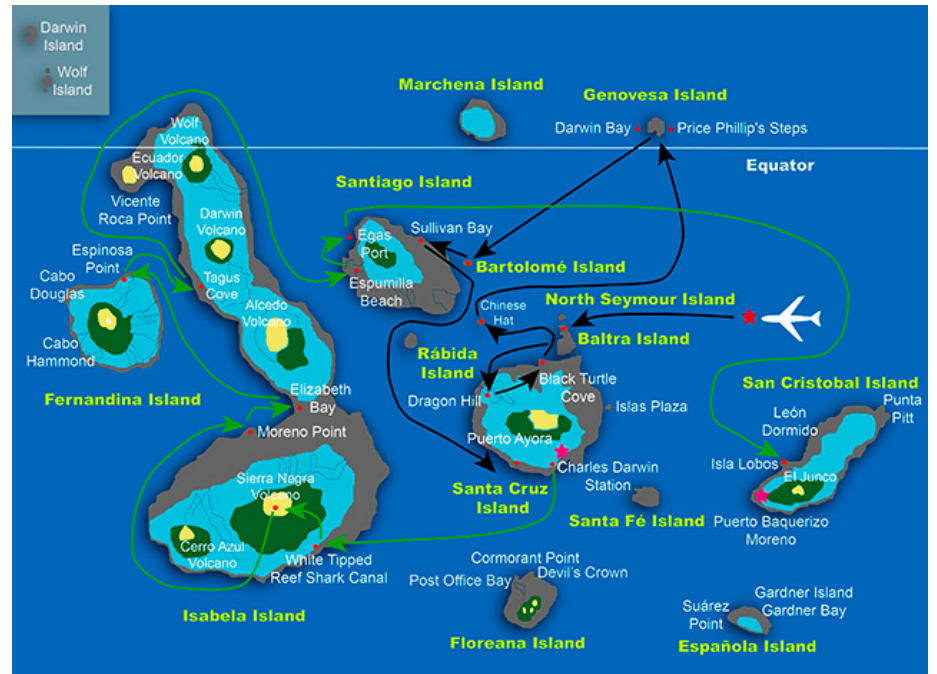 Darwin
Island
Wolf
Island
Marchena Island
Genovesa Island
Darwin Bay
Price Phillip's Steps
Equator
Wolf
Volcano
Ecuador
Volcano
Vicente
Roca Point
Darwin
Volcano
Santiago Island
Egas
Port
Sullivan Bay
Espumilla
Beach
Bartolomé Island
Espinosa
Point
Cabo
Douglas
Tagus
Cove
Alcedo
Volcano
Cabo
Hammond
Fernandina Island
Chinese
Hat
North Seymour Island
Baltra Island
Rábida
Island
Black Turtle
Cove
Dragon Hill
Islas Plaza
San Cristobal Island
Punta
Pitt
León
Dormido
Isla Lobos
El Junco
Puerto Baquerizo
Moreno
Elizabeth
Bay
Moreno Point
Puerto Ayora
Charles Darwin
Station
Santa Cruz
Island
Santa Fé Island
Sierra Negra
Volcano
Cerro Azul
Volcano
White Tipped
Reef Shark Canal
Isabela Island
Cormorant Point
Devil's Crown
Post Office Bay
Floreana Island
Gardner Island
Gardner Bay
Suárez
Point
Española Island